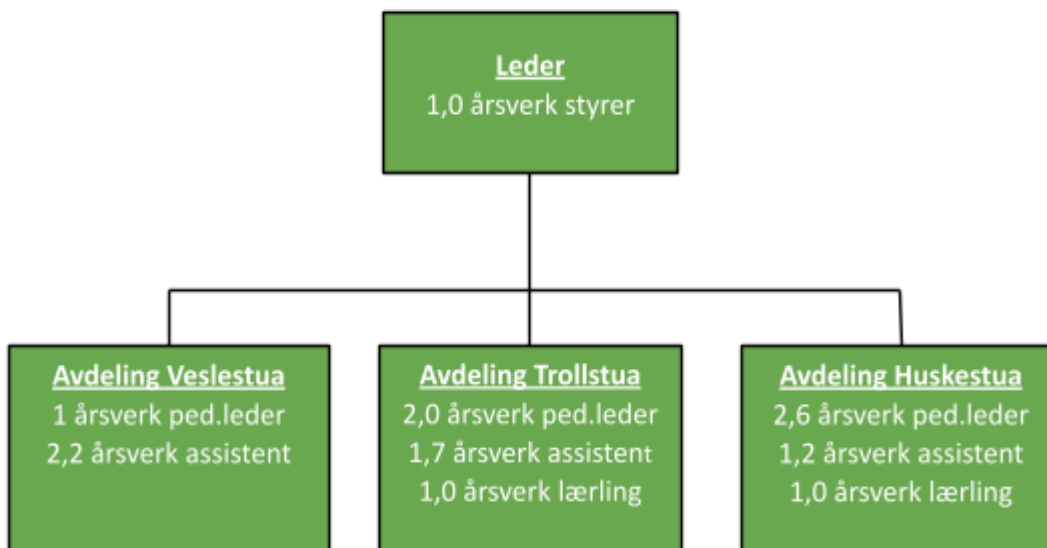 Leder
1,0 årsverk styrer
Avdeling Veslestua
1 årsverk ped.leder
2,2 årsverk assistent
Avdeling Trollstua
2,0 årsverk ped.leder
1,7 årsverk assistent
1,0 årsverk lærling
Avdeling Huskestua
2,6 årsverk ped.leder
1,2 årsverk assistent
1,0 årsverk lærling